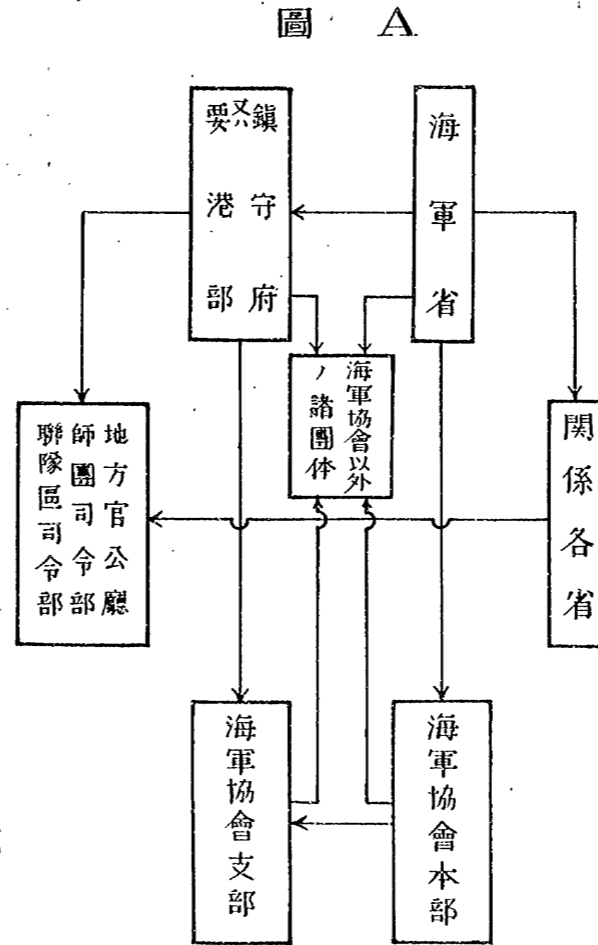 A 圖
海軍省
鎮守府
又ハ
要港部
海軍協會以外
ノ諸團体
関係各省
地方官公廳
師團司令部
聯隊區司令部
海軍協會本部
海軍協會支部